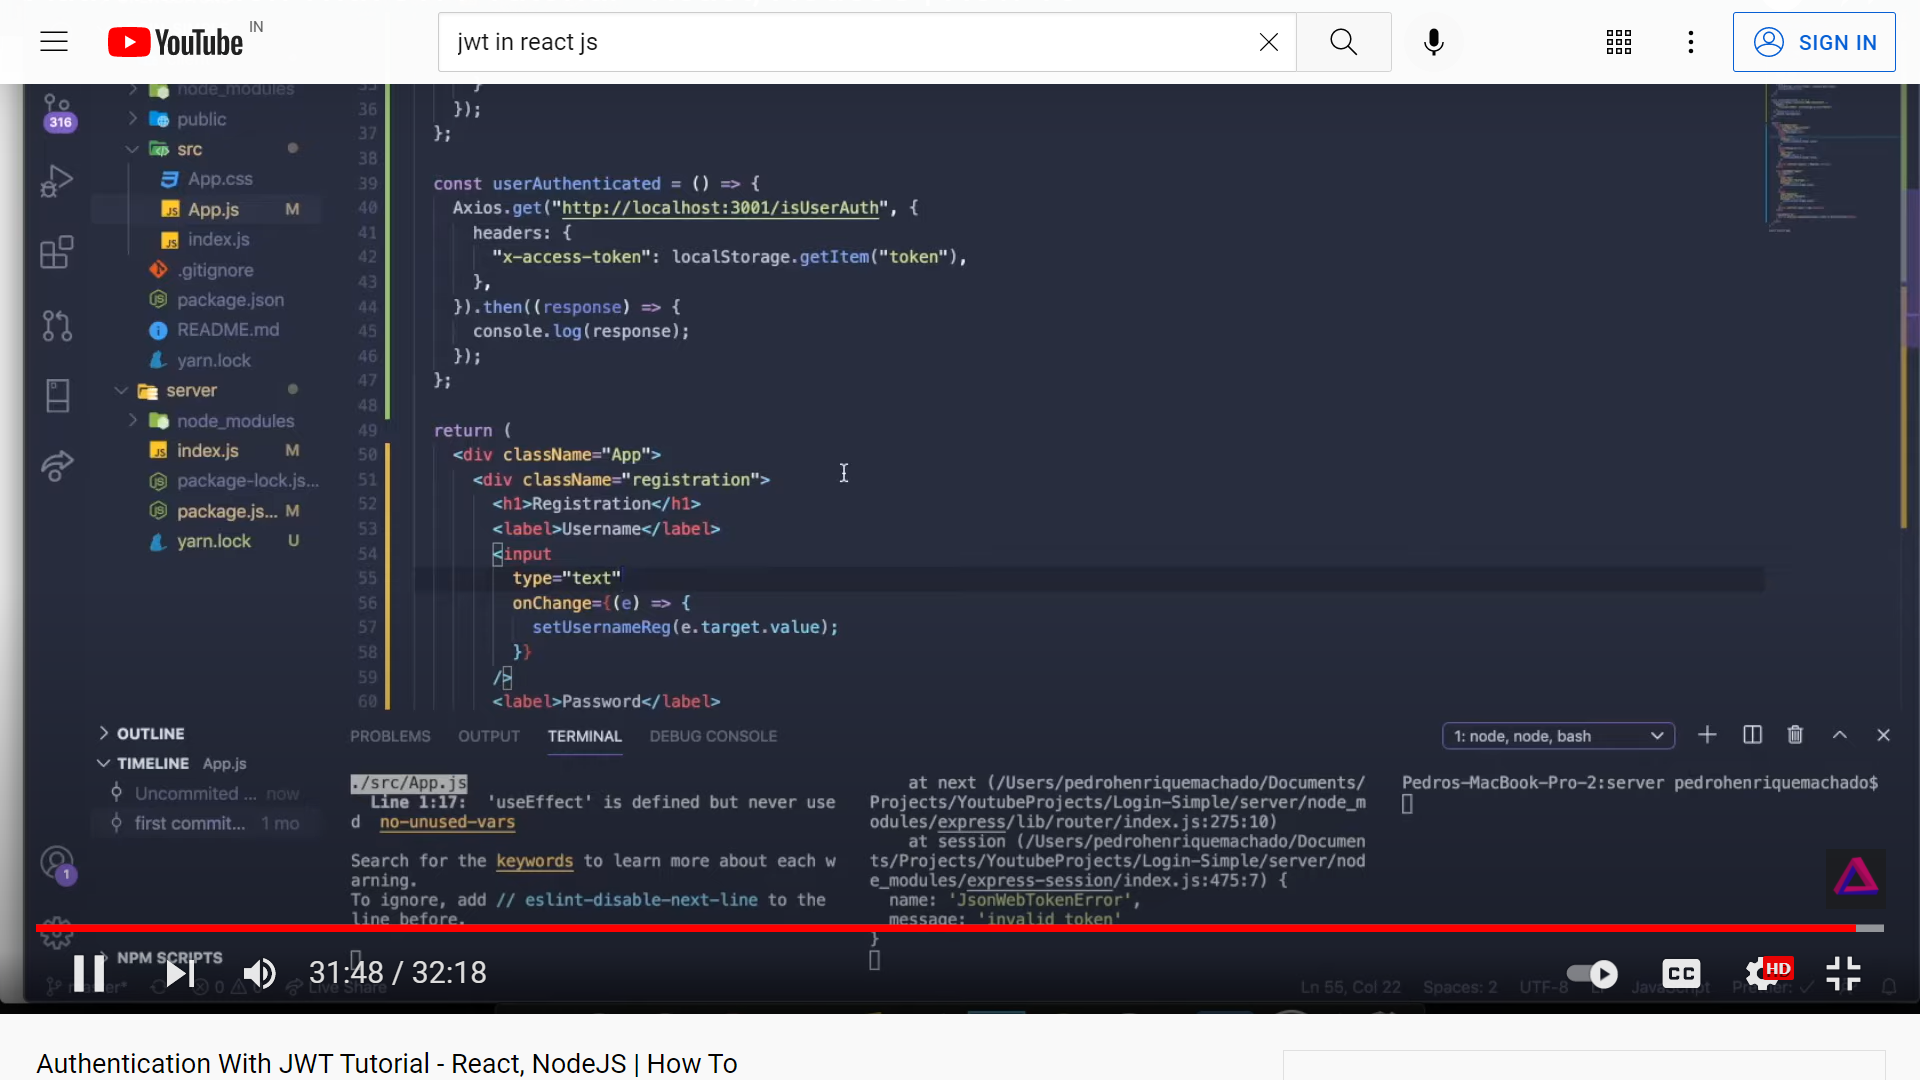 YouTube IN
jwt in react js
SIGN IN
node_modules
316
public
src
App.css
App.js M
index.js
.gitignore
package.json
README.md
yarn.lock
server
node_modules
index.js M
package-lock.js...
package.js... M
yarn.lock U
35 }
36 });
37 };
38
39 const userAuthenticated = () => {
40 Axios.get("http://localhost:3001/isUserAuth", {
41 headers: {
42 "x-access-token": localStorage.getItem("token"),
43 },
44 }).then((response) => {
45 console.log(response);
46 });
47 };
48
49 return (
50 <div className="App">
51 <div className="registration">
52 <h1>Registration</h1>
53 <label>Username</label>
54 <input
55 type="text"
56 onChange={(e) => {
57 setUsernameReg(e.target.value);
58 }}
59 />
60 <label>Password</label>
OUTLINE
TIMELINE App.js
Uncommited ... now
first commit... 1 mo
1
NPM SCRIPTS
PROBLEMS OUTPUT TERMINAL DEBUG CONSOLE
1: node, node, bash
./src/App.js
Line 1:17: 'useEffect' is defined but never use
d no-unused-vars
Search for the keywords to learn more about each w
arning.
To ignore, add // eslint-disable-next-line to the
line before.
at next (/Users/pedrohenriquemachado/Documents/
Projects/YoutubeProjects/Login-Simple/server/node_m
odules/express/lib/router/index.js:275:10)
at session (/Users/pedrohenriquemachado/Documen
ts/Projects/YoutubeProjects/Login-Simple/server/nod
e_modules/express-session/index.js:475:7) {
name: 'JsonWebTokenError',
message: 'invalid token'
}
Pedros-MacBook-Pro-2:server pedrohenriquemachado$
31:48 / 32:18
CC
HD
Live Share
Ln 55, Col 22 Spaces: 2 UTF-8 JavaScript
Authentication With JWT Tutorial - React, NodeJS | How To